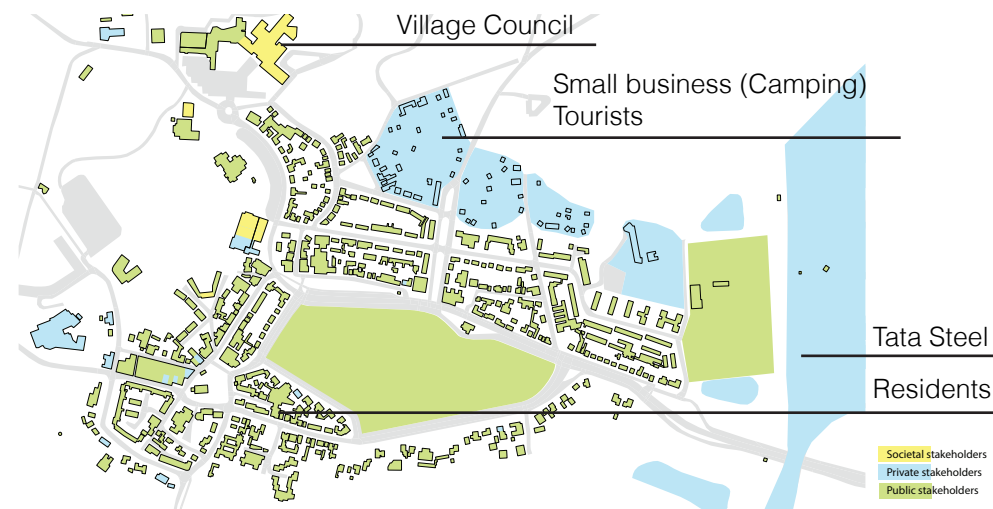 Village Council
Small business (Camping)
Tourists
Tata Steel
Residents
Societal stakeholders
Private stakeholders
Public stakeholders